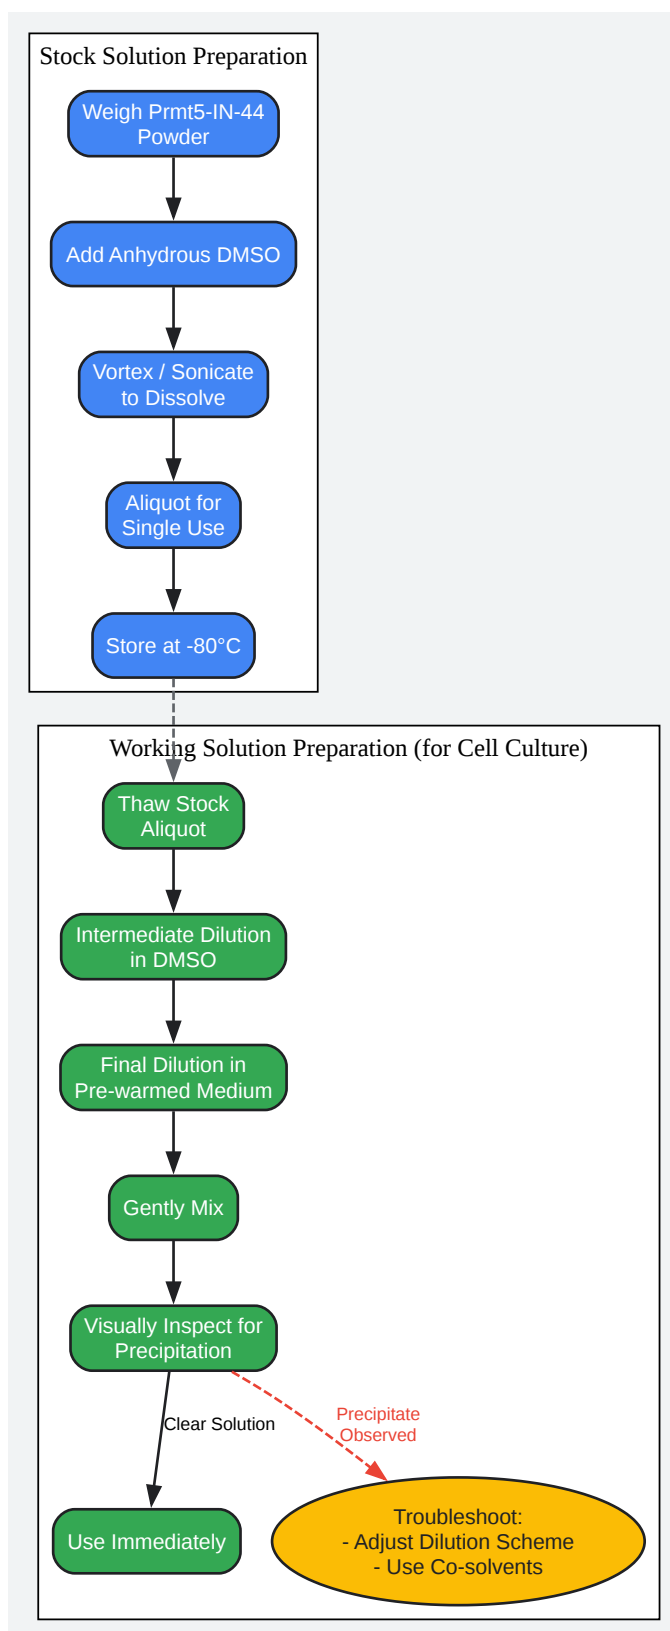 Stock Solution Preparation
Weigh Prmt5-IN-44
Powder
Add Anhydrous DMSO
Vortex / Sonicate
to Dissolve
Aliquot for
Single Use
Store at -80°C
Working Solution Preparation (for Cell Culture)
Thaw Stock
Aliquot
Intermediate Dilution
in DMSO
Final Dilution in
Pre-warmed Medium
Gently Mix
Visually Inspect for
Precipitation
Clear Solution
Precipitate
Observed
Use Immediately
Troubleshoot:
- Adjust Dilution Scheme
- Use Co-solvents